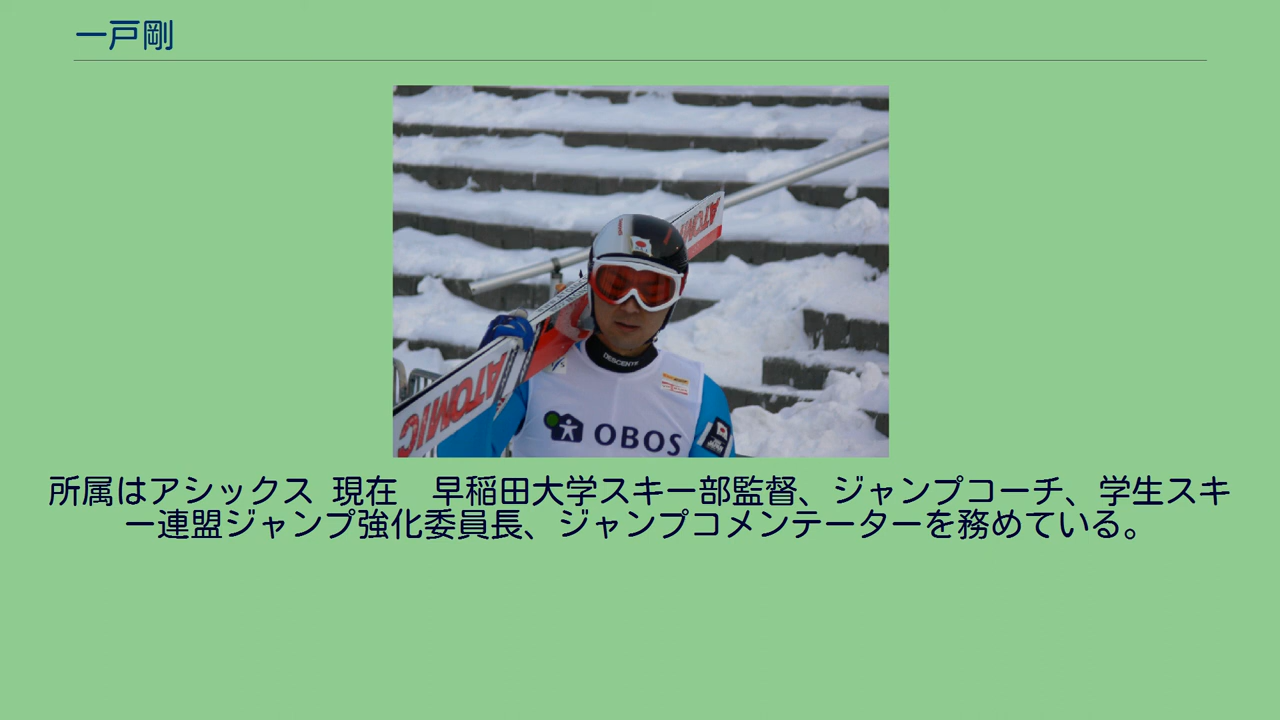 一戸剛
ATOMIC
DESCENTE
ATOMIC
OBOS
所属はアシックス 現在　早稲田大学スキー部監督、ジャンプコーチ、学生スキ
ー連盟ジャンプ強化委員長、ジャンプコメンテーターを務めている。